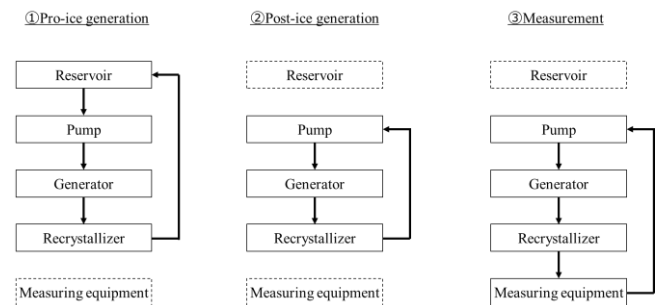 ①Pro-ice generation
Reservoir
Pump
Generator
Recrystallizer
Measuring equipment
②Post-ice generation
Reservoir
Pump
Generator
Recrystallizer
Measuring equipment
③Measurement
Reservoir
Pump
Generator
Recrystallizer
Measuring equipment